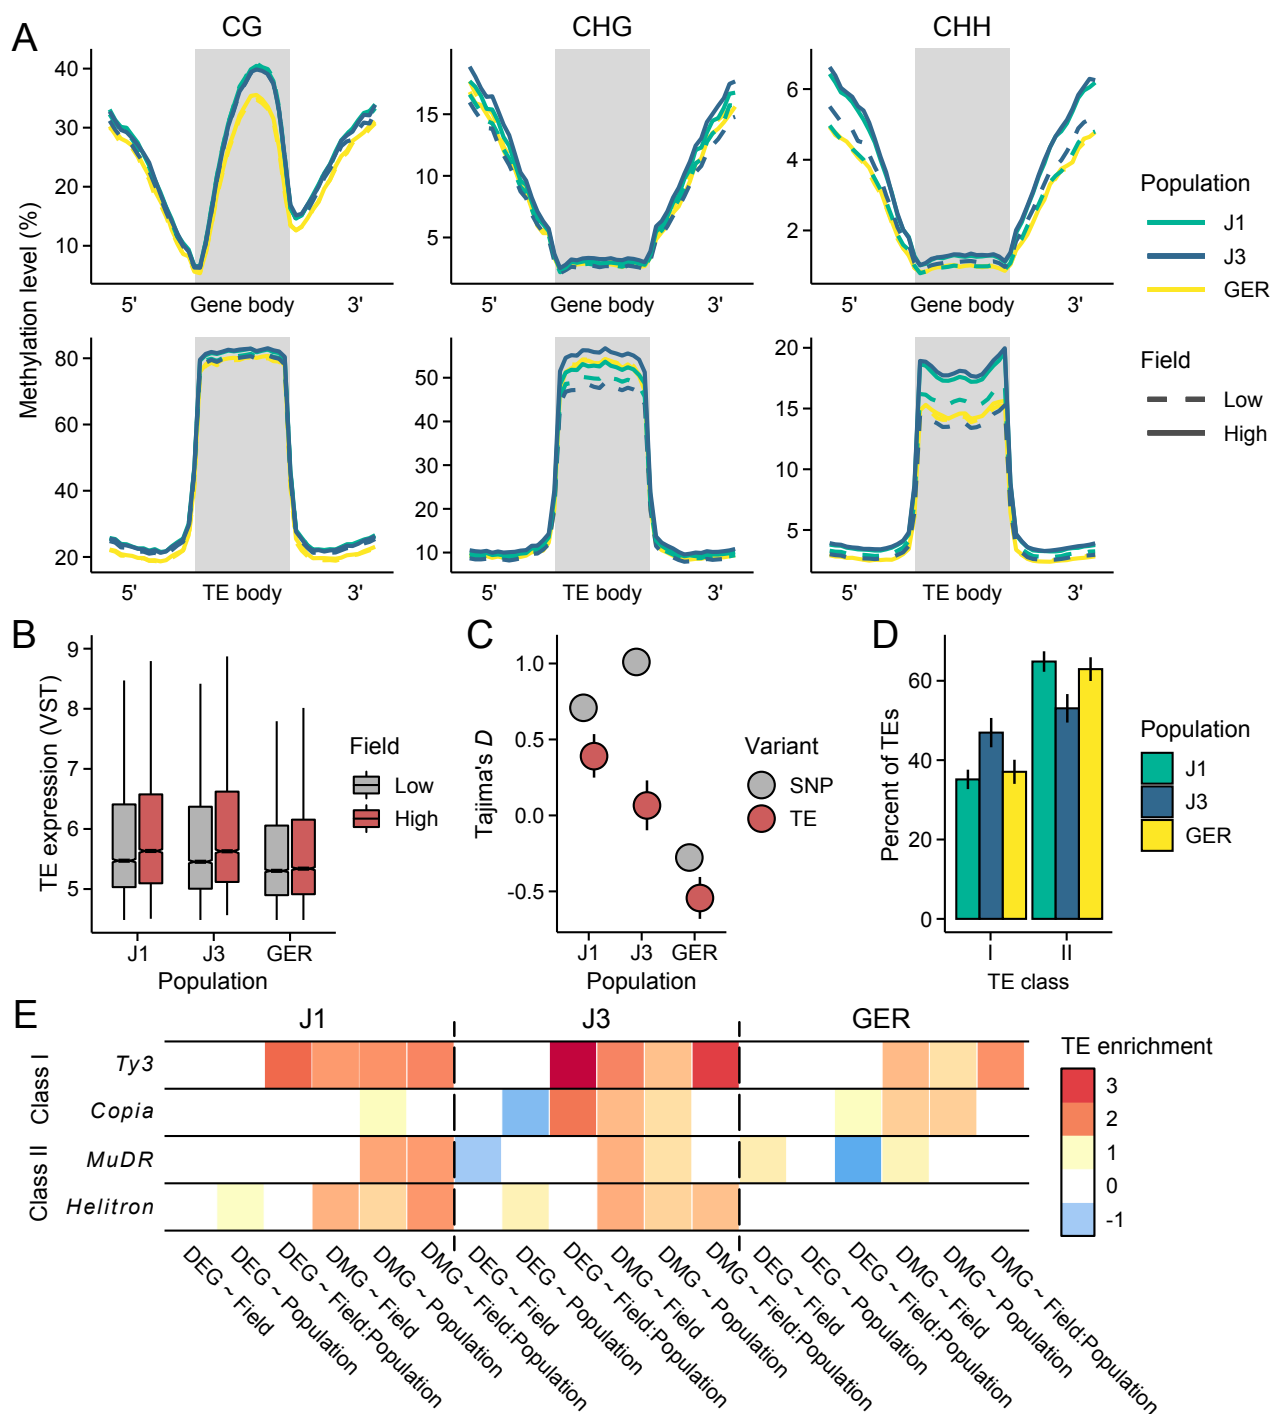 A
CG
CHG
CHH
Methylation level (%)
40
30
20
10
5'
Gene body
3'
15
10
5
5'
Gene body
3'
6
4
2
5'
Gene body
3'
Population
J1
J3
GER
80
60
40
20
5'
TE body
3'
50
40
30
20
10
5'
TE body
3'
20
15
10
5
5'
TE body
3'
Field
Low
High
B
TE expression (VST)
9
8
7
6
5
J1
J3
GER
Population
Field
Low
High
C
Tajima's D
1.0
0.5
0.0
-0.5
J1
J3
GER
Population
Variant
SNP
TE
D
Percent of TEs
60
40
20
0
I
II
TE class
Population
J1
J3
GER
E
J1
J3
GER
Class I
Class II
Ty3
Copia
MuDR
Helitron
DEG ~ Field
DEG ~ Population
DEG ~ Field:Population
DMG ~ Field
DMG ~ Population
DMG ~ Field:Population
DEG ~ Field
DEG ~ Population
DEG ~ Field:Population
DMG ~ Field
DMG ~ Population
DMG ~ Field:Population
DEG ~ Field
DEG ~ Population
DEG ~ Field:Population
DMG ~ Field
DMG ~ Population
DMG ~ Field:Population
TE enrichment
3
2
1
0
-1